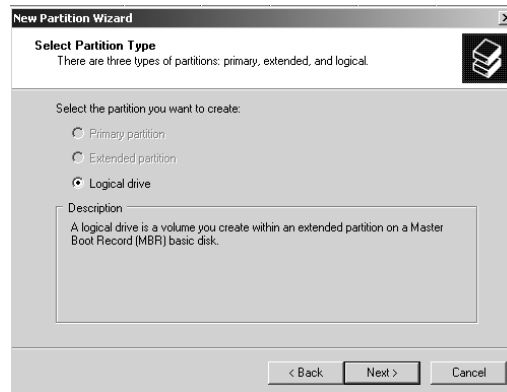 New Partition Wizard
Select Partition Type
There are three types of partitions: primary, extended, and logical.
Select the partition you want to create:
Primary partition
Extended partition
Logical drive
Description
A logical drive is a volume you create within an extended partition on a Master
Boot Record (MBR) basic disk.
< Back
Next >
Cancel